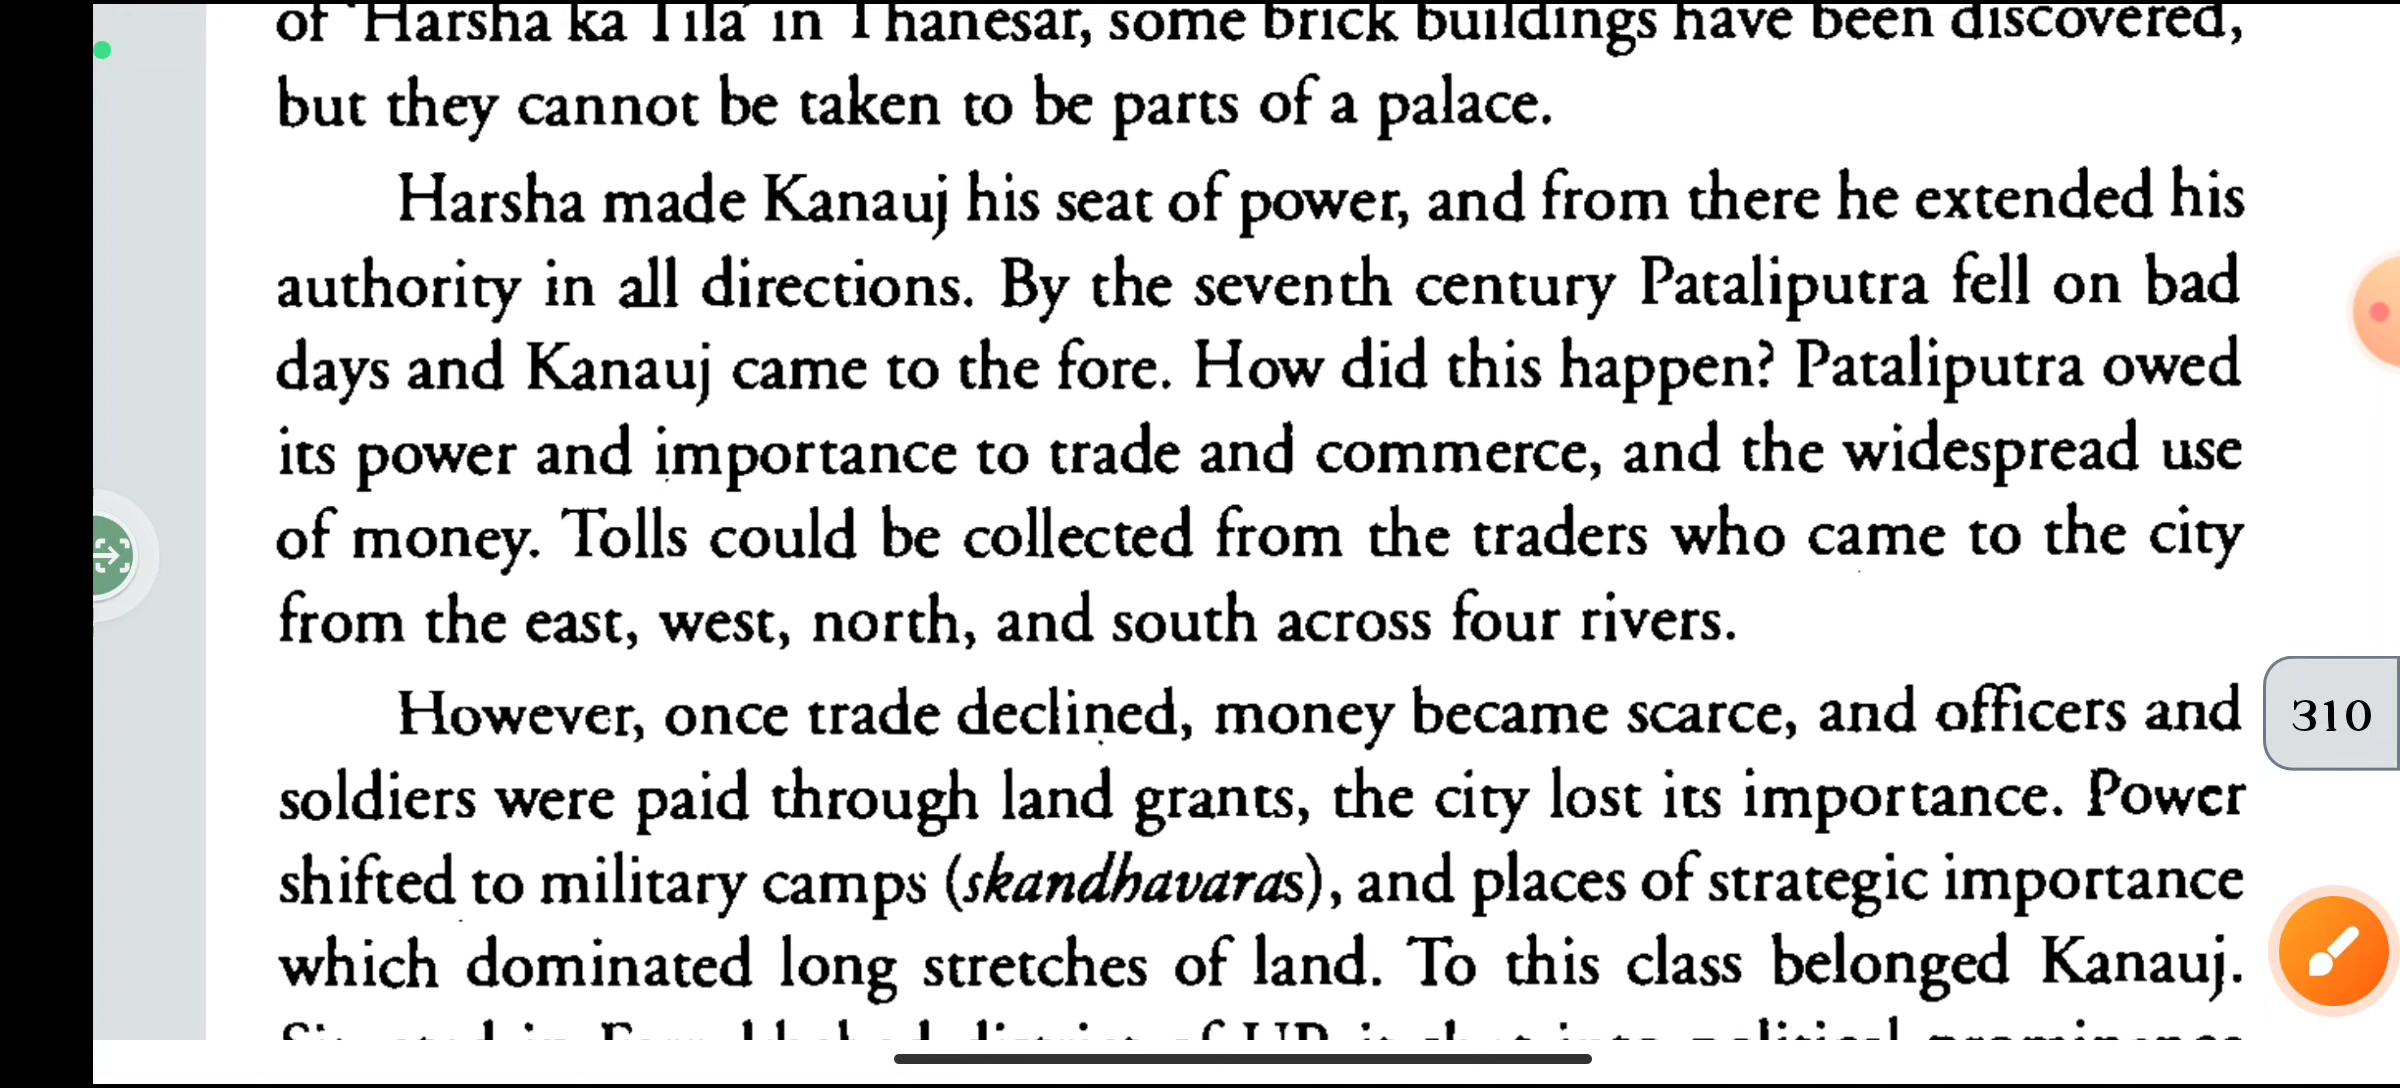 of 'Harsha ka Tila' in Thanesar, some brick buildings have been discovered,
but they cannot be taken to be parts of a palace.
Harsha made Kanauj his seat of power, and from there he extended his
authority in all directions. By the seventh century Pataliputra fell on bad
days and Kanauj came to the fore. How did this happen? Pataliputra owed
its power and importance to trade and commerce, and the widespread use
of money. Tolls could be collected from the traders who came to the city
from the east, west, north, and south across four rivers.
However, once trade declined, money became scarce, and officers and
310
soldiers were paid through land grants, the city lost its importance. Power
shifted to military camps (skandhavaras), and places of strategic importance
which dominated long stretches of land. To this class belonged Kanauj.